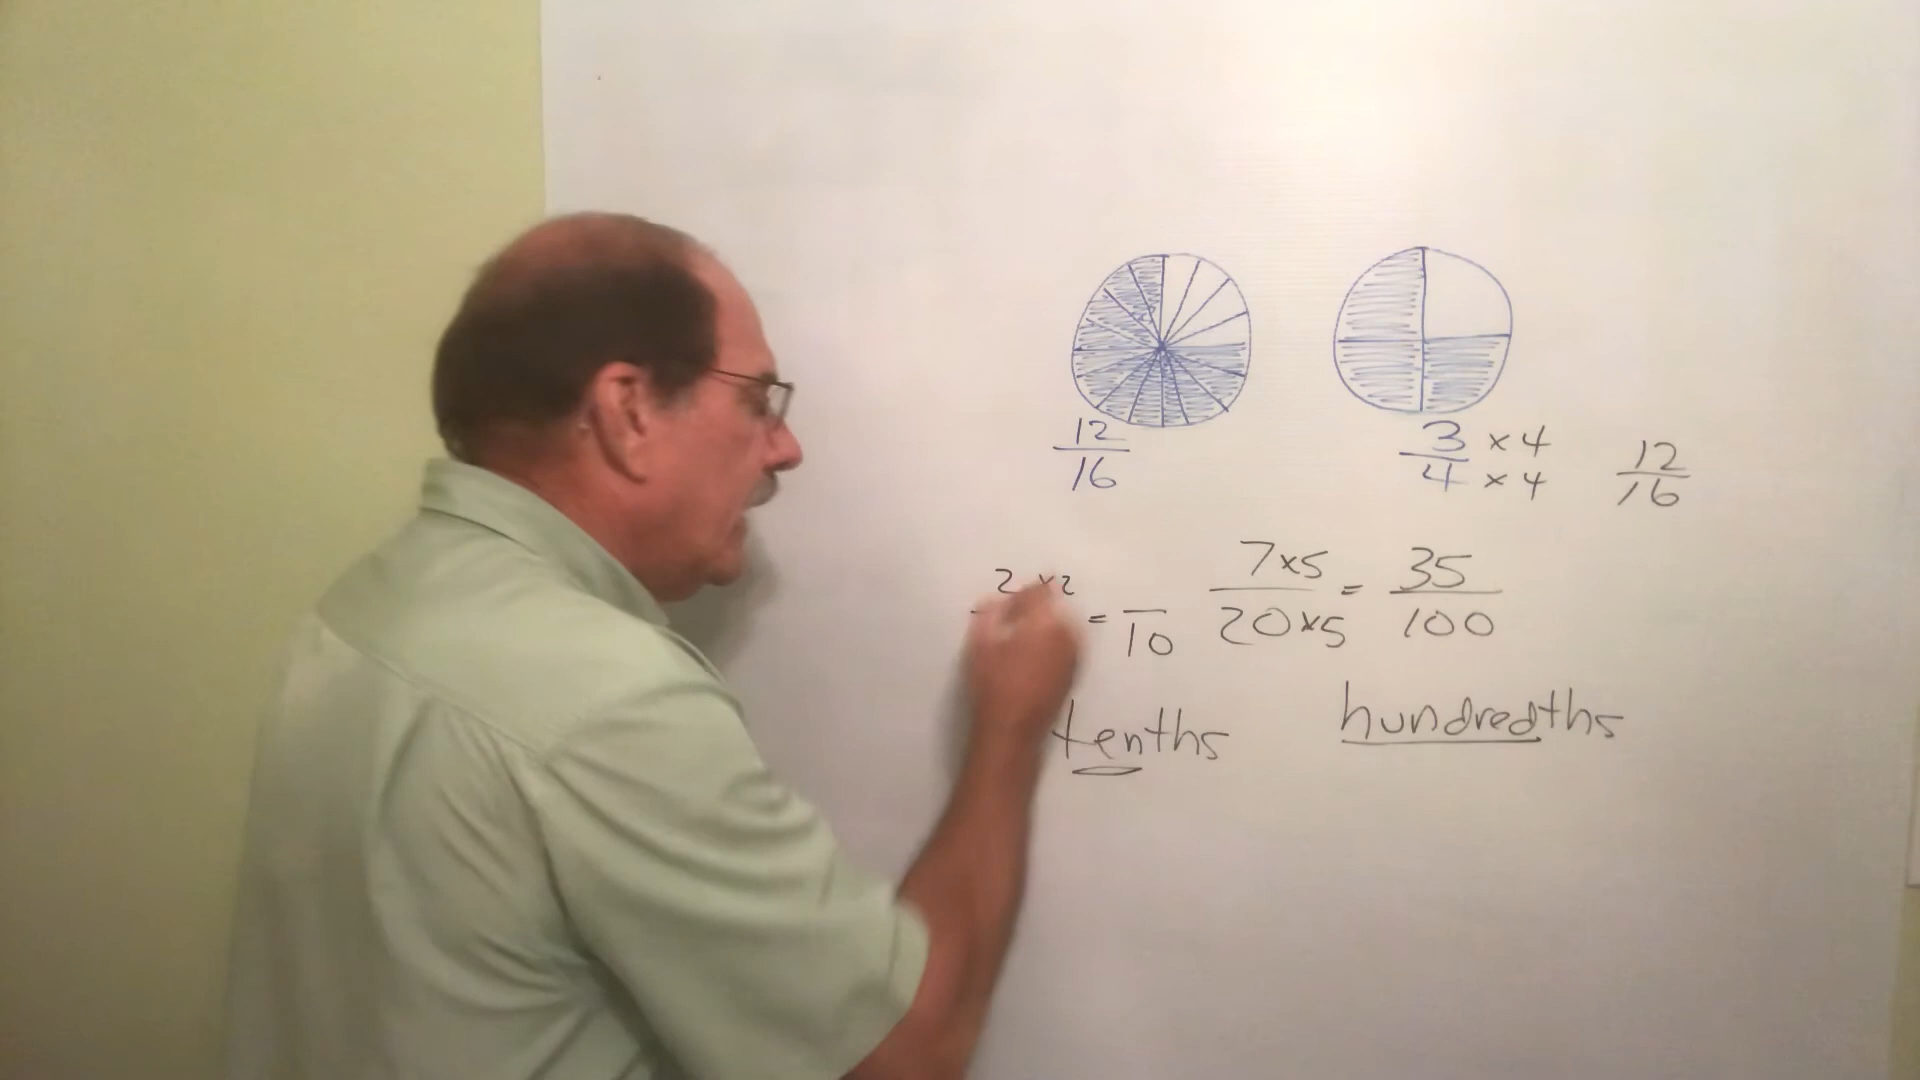 12/16
3/4 × 4/× 4
12/16
2 × 2 = /10
7×5/20×5 = 35/100
tenths
hundredths